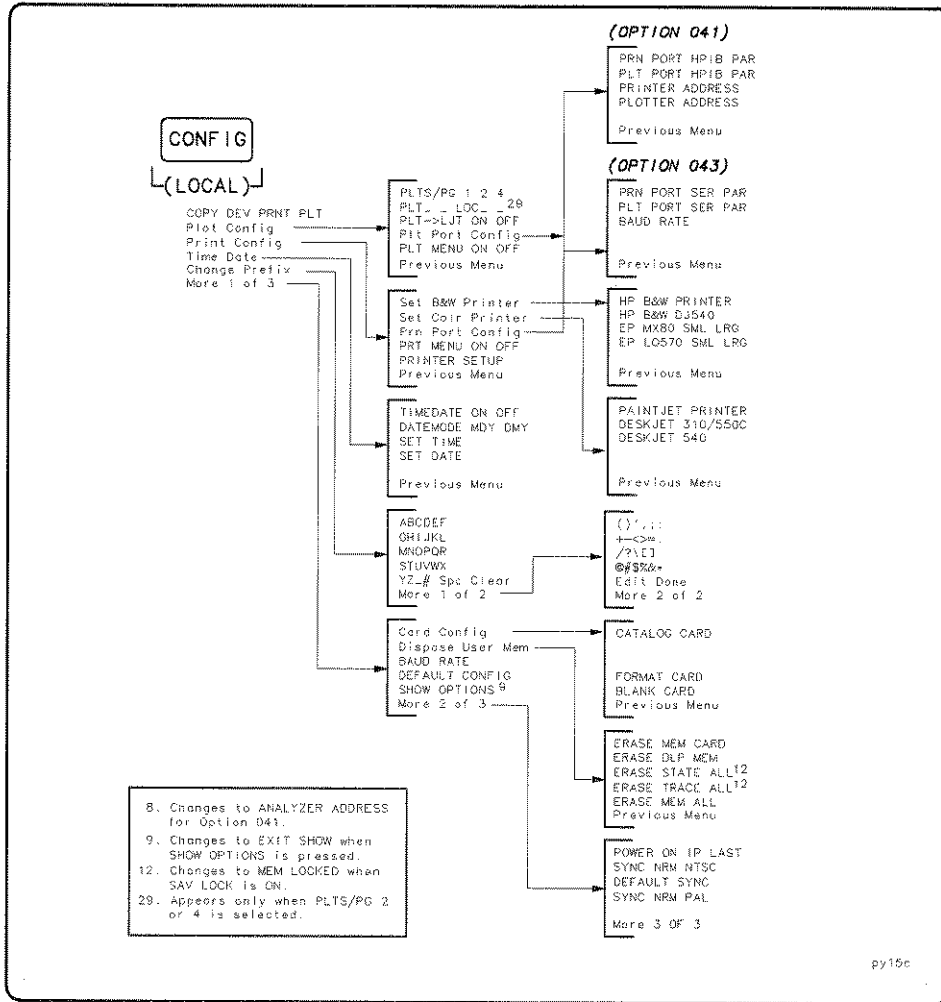 CONFIG
(LOCAL)
COPY DEV PRNT PLT
Plot Config
Print Config
Time Date
Change Prefix
More 1 of 3
PLTS/PG 1 2 4
PLT_ _ LOC_ _ 29
PLT->LJT ON OFF
Plt Port Config
PLT MENU ON OFF
Previous Menu
Set B&W Printer
Set Colr Printer
Prn Port Config
PRT MENU ON OFF
PRINTER SETUP
Previous Menu
TIMEDATE ON OFF
DATEMODE MDY DMY
SET TIME
SET DATE
Previous Menu
ABCDEF
GHIJKL
MNOPQR
STUVWX
YZ_# Spc Clear
More 1 of 2
Card Config
Dispose User Mem
BAUD RATE
DEFAULT CONFIG
SHOW OPTIONS 9
More 2 of 3
(OPTION 041)
PRN PORT HPIB PAR
PLT PORT HPIB PAR
PRINTER ADDRESS
PLOTTER ADDRESS
Previous Menu
(OPTION 043)
PRN PORT SER PAR
PLT PORT SER PAR
BAUD RATE
Previous Menu
HP B&W PRINTER
HP B&W DJ540
EP MX80 SML LRG
EP LQ570 SML LRG
Previous Menu
PAINTJET PRINTER
DESKJET 310/550C
DESKJET 540
Previous Menu
()',;:
+-<>=.
/?\[]
@#$%&*
Edit Done
More 2 of 2
CATALOG CARD
FORMAT CARD
BLANK CARD
Previous Menu
ERASE MEM CARD
ERASE DLP MEM
ERASE STATE ALL 12
ERASE TRACE ALL 12
ERASE MEM ALL
Previous Menu
POWER ON IP LAST
SYNC NRM NTSC
DEFAULT SYNC
SYNC NRM PAL
More 3 OF 3
8. Changes to ANALYZER ADDRESS
for Option 041.
9. Changes to EXIT SHOW when
SHOW OPTIONS is pressed.
12. Changes to MEM LOCKED when
SAV LOCK is ON.
29. Appears only when PLTS/PG 2
or 4 is selected.
py15c